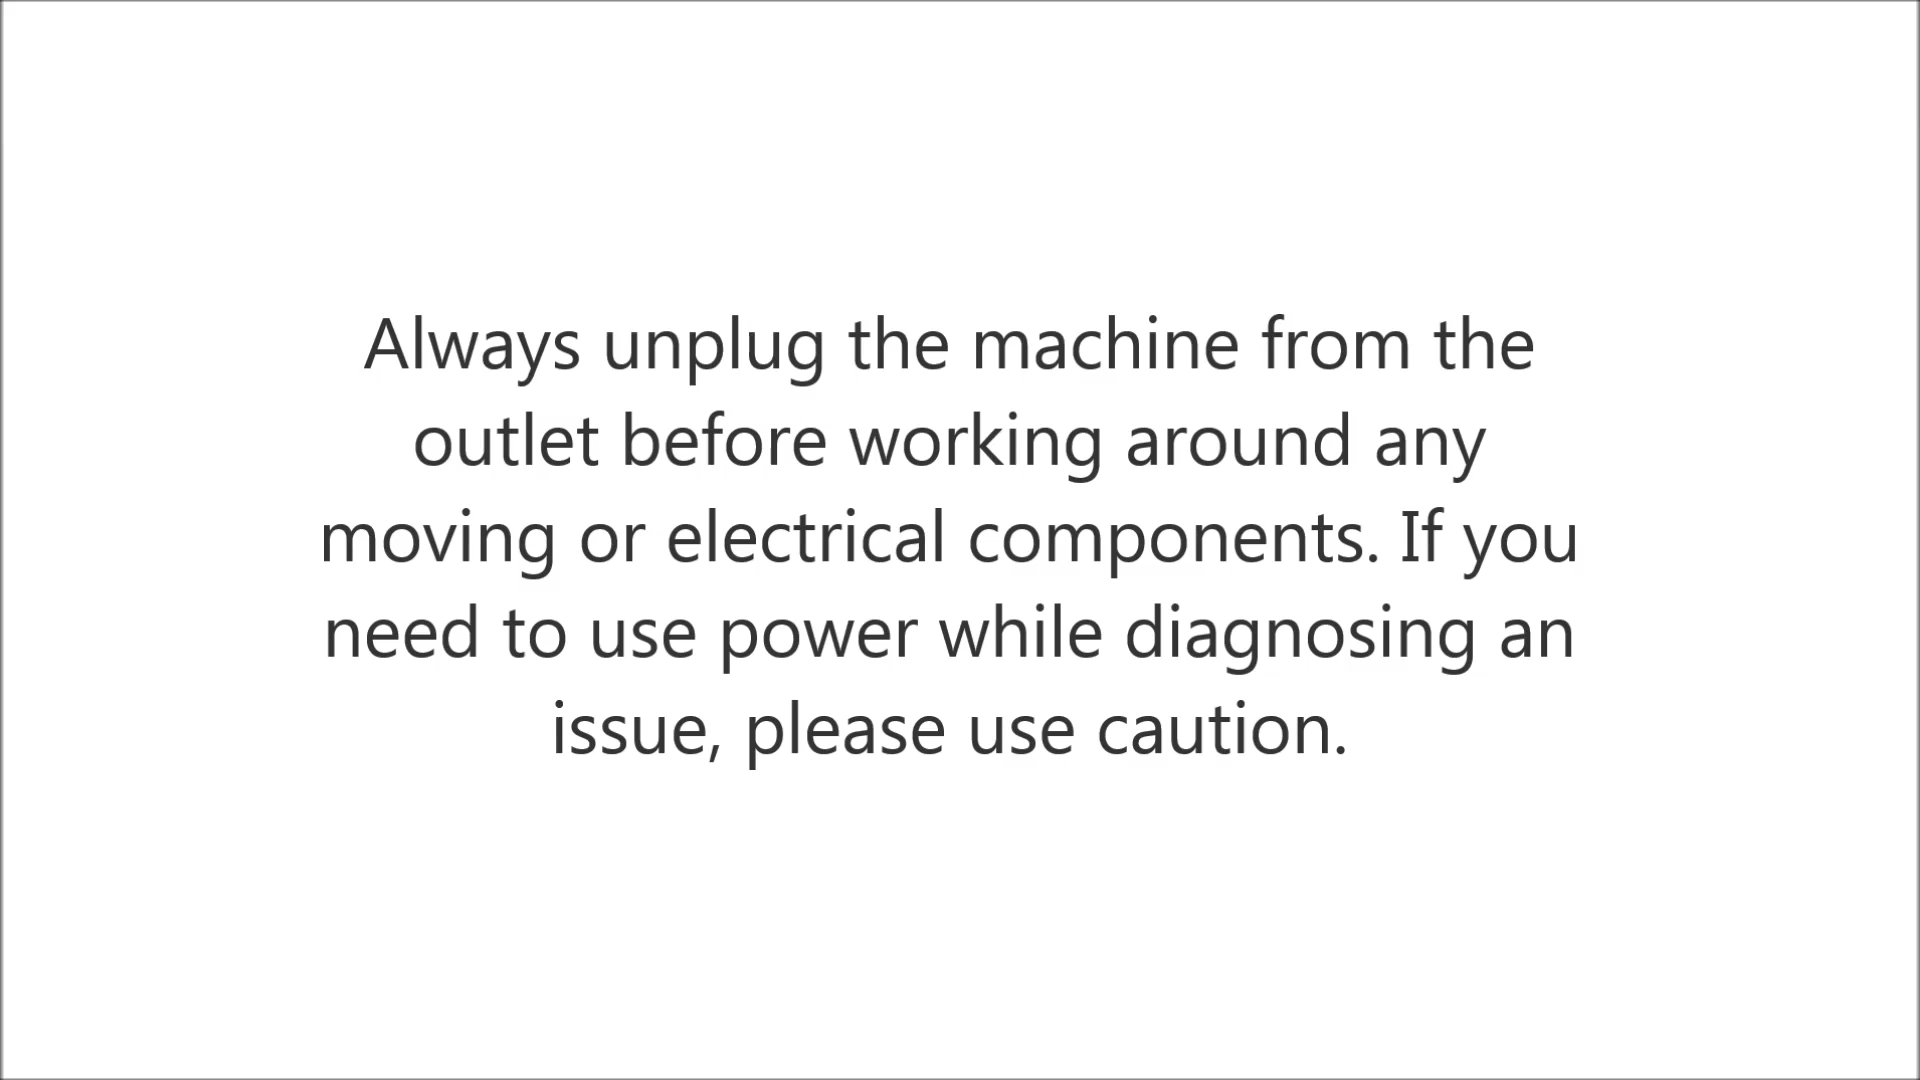 Always unplug the machine from the
outlet before working around any
moving or electrical components. If you
need to use power while diagnosing an
issue, please use caution.